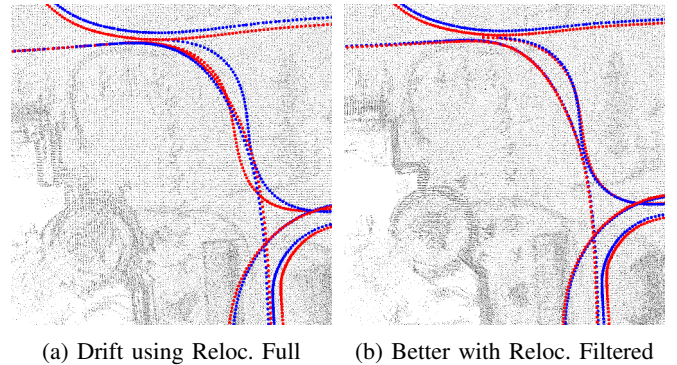 (a) Drift using Reloc. Full
(b) Better with Reloc. Filtered